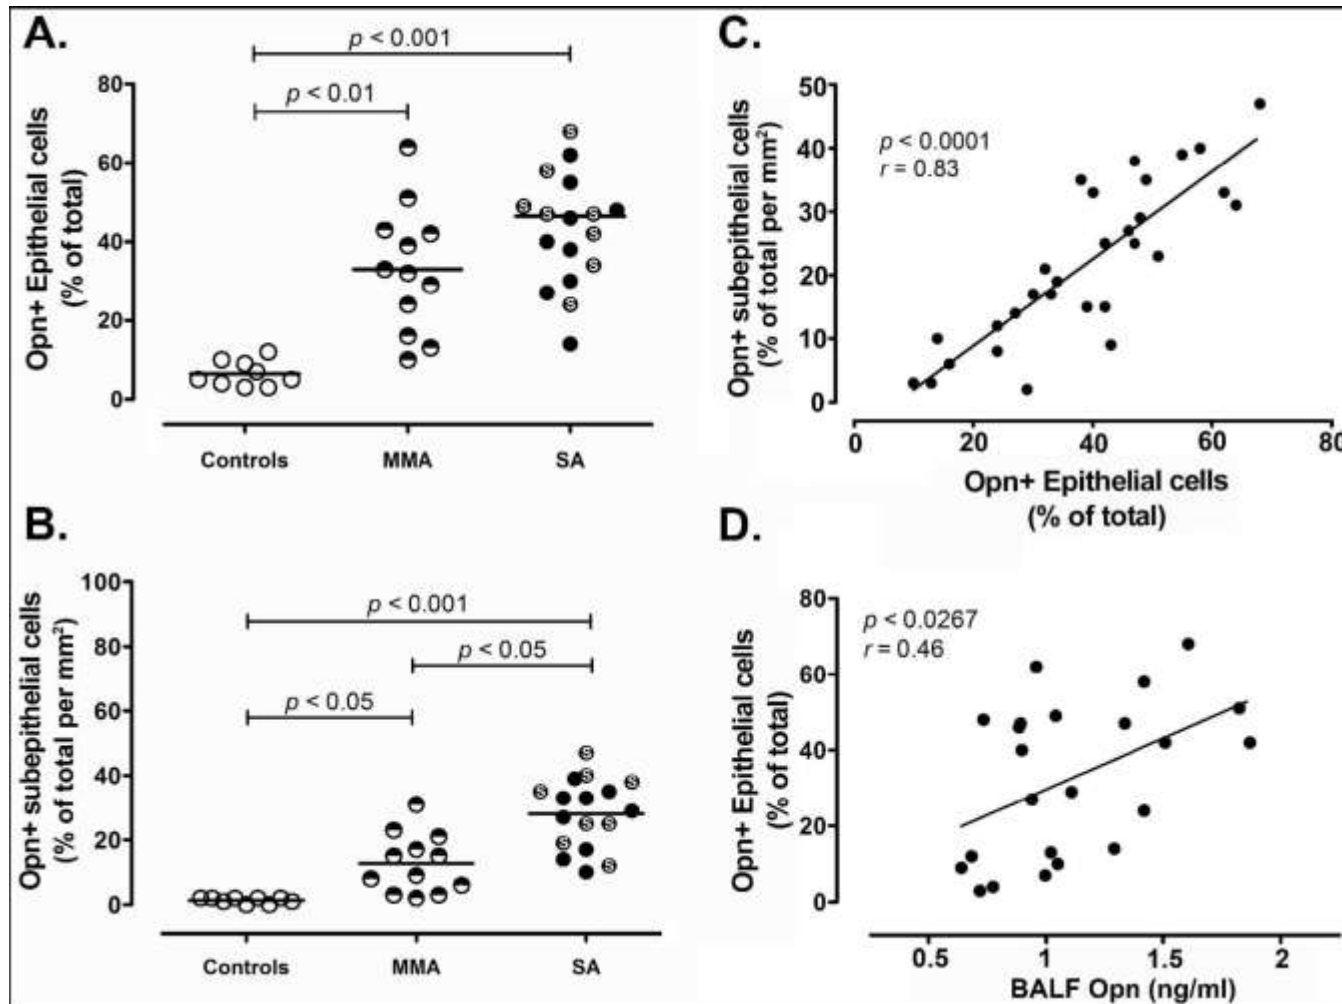 A.
p < 0.001
p < 0.01
Opn+ Epithelial cells
(% of total)
80
60
40
20
0
Controls MMA SA
B.
p < 0.001
p < 0.05
p < 0.05
Opn+ subepithelial cells
(% of total per mm²)
100
80
60
40
20
0
Controls MMA SA
C.
p < 0.0001
r = 0.83
Opn+ subepithelial cells
(% of total per mm²)
50
40
30
20
10
0
0 20 40 60 80
Opn+ Epithelial cells
(% of total)
D.
p < 0.0267
r = 0.46
Opn+ Epithelial cells
(% of total)
80
60
40
20
0
0.5 1 1.5 2
BALF Opn (ng/ml)